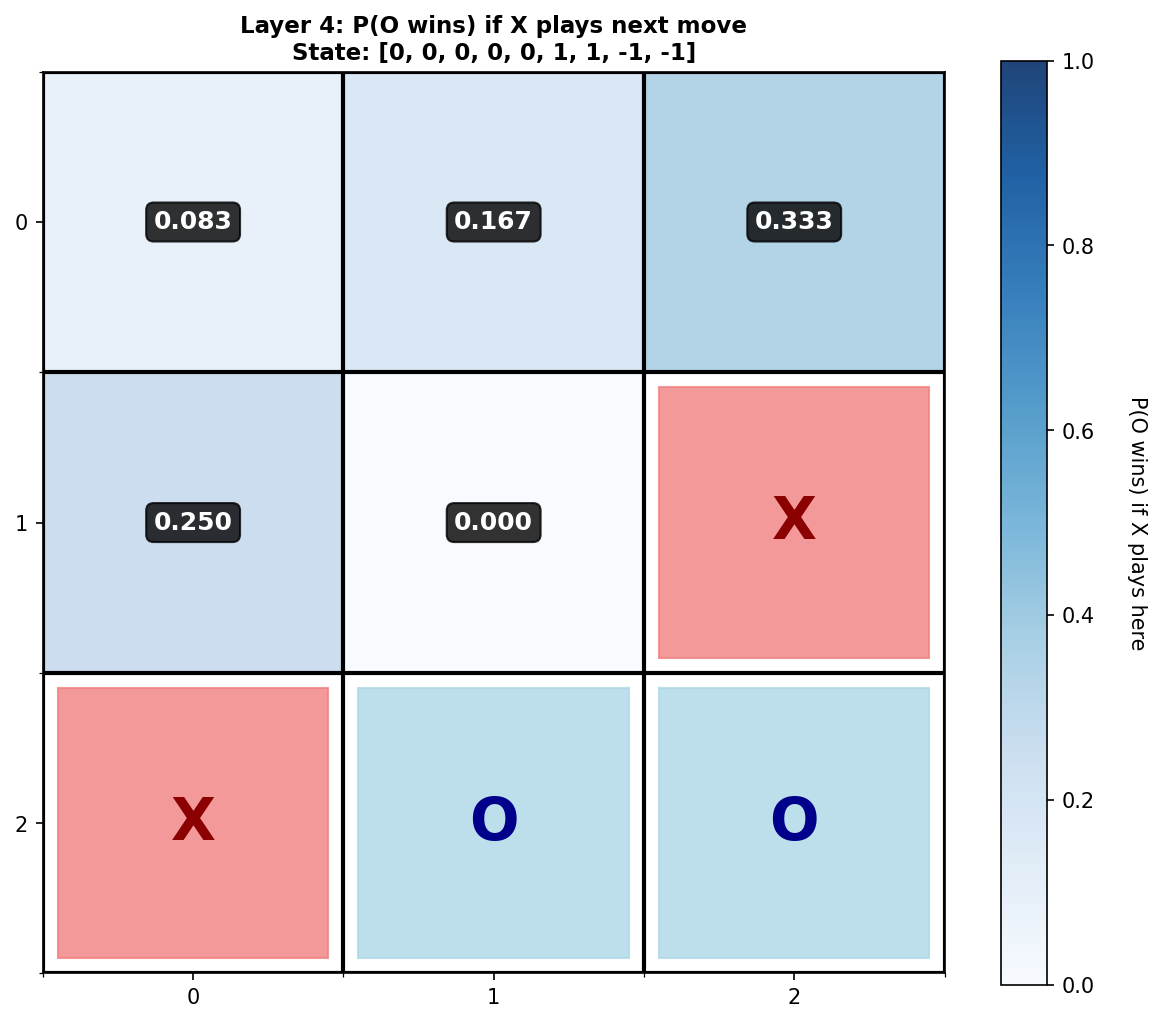 Layer 4: P(O wins) if X plays next move
State: [0, 0, 0, 0, 0, 1, 1, -1, -1]
0
0.083
0.167
0.333
1
0.250
0.000
X
2
X
O
O
0
1
2
1.0
0.8
0.6
0.4
0.2
0.0
P(O wins) if X plays here